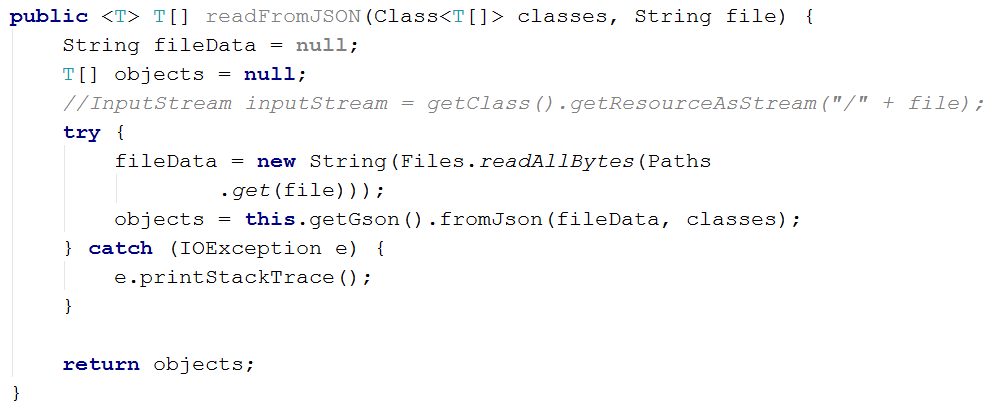 public <T> T[] readFromJSON(Class<T[]> classes, String file) {
    String fileData = null;
    T[] objects = null;
    //InputStream inputStream = getClass().getResourceAsStream("/" + file);
    try {
        fileData = new String(Files.readAllBytes(Paths
                .get(file)));
        objects = this.getGson().fromJson(fileData, classes);
    } catch (IOException e) {
        e.printStackTrace();
    }
    return objects;
}